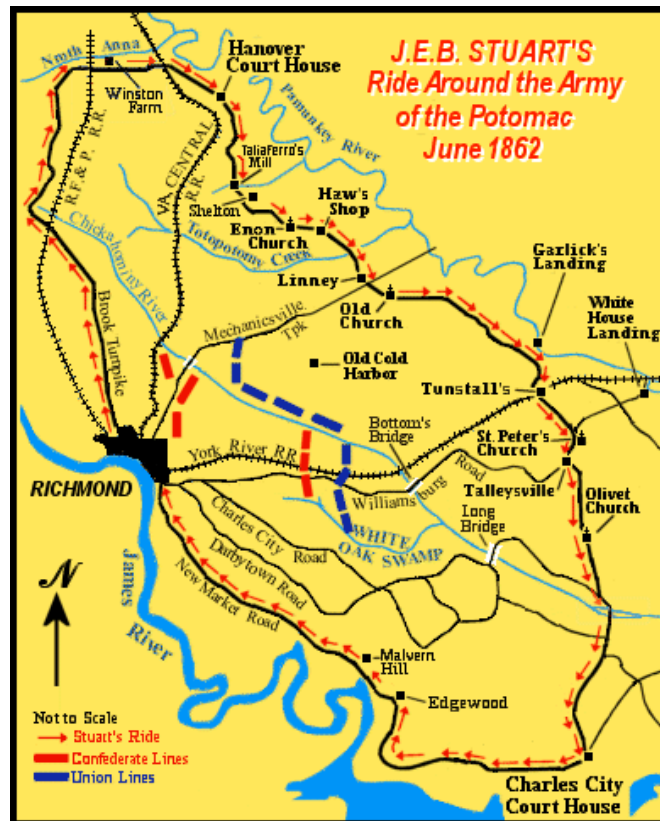 J.E.B. STUART'S
Ride Around the Army
of the Potomac
June 1862
North Anna
Hanover
Court House
Winston
Farm
Pamunkey River
R.F. & P. R.R.
VA. CENTRAL
R.R.
Taliaferro's
Mill
Shelton
Haw's
Shop
Enon
Church
Totopotomy Creek
Chickahominy River
Linney
Garlick's
Landing
Old
Church
White
House
Landing
Mechanicsville
Tpk
Brook Turnpike
Old Cold
Harbor
Tunstall's
Bottom's
Bridge
St. Peter's
Church
York River RR
Talleysville
RICHMOND
Williamsburg
Road
Olivet
Church
Long
Bridge
Charles City
Road
WHITE
OAK SWAMP
Darbytown Road
New Market Road
James
River
N
Malvern
Hill
Edgewood
Not to Scale
Stuart's Ride
Confederate Lines
Union Lines
Charles City
Court House